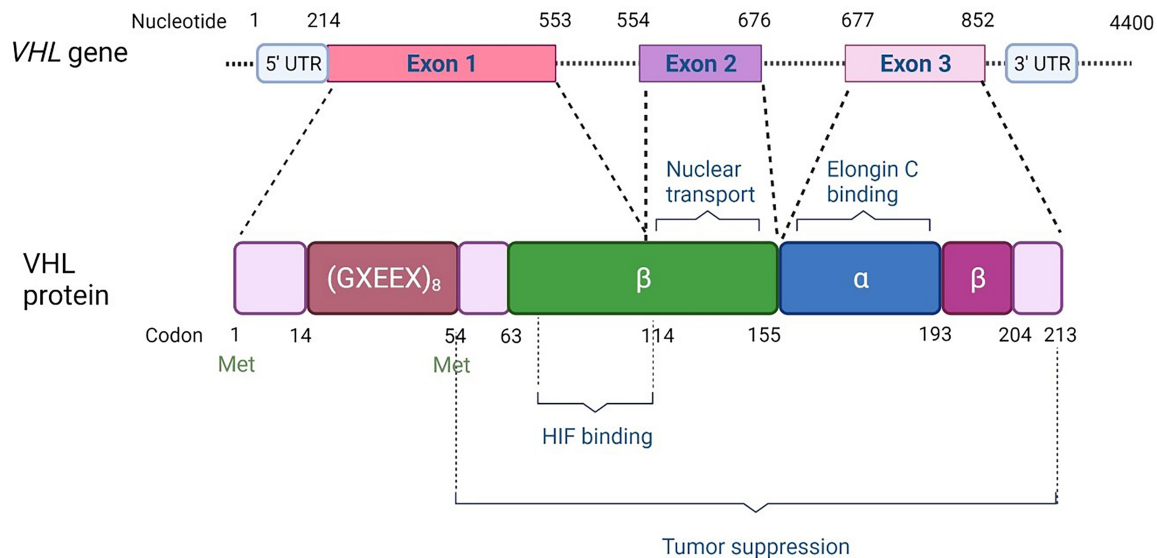 Nucleotide 1 214 553 554 676 677 852 4400
VHL gene
5' UTR Exon 1 Exon 2 Exon 3 3' UTR
Nuclear
transport
Elongin C
binding
VHL
protein
(GXEEX)₈ β α β
Codon 1 14 54 63 114 155 193 204 213
Met Met
HIF binding
Tumor suppression